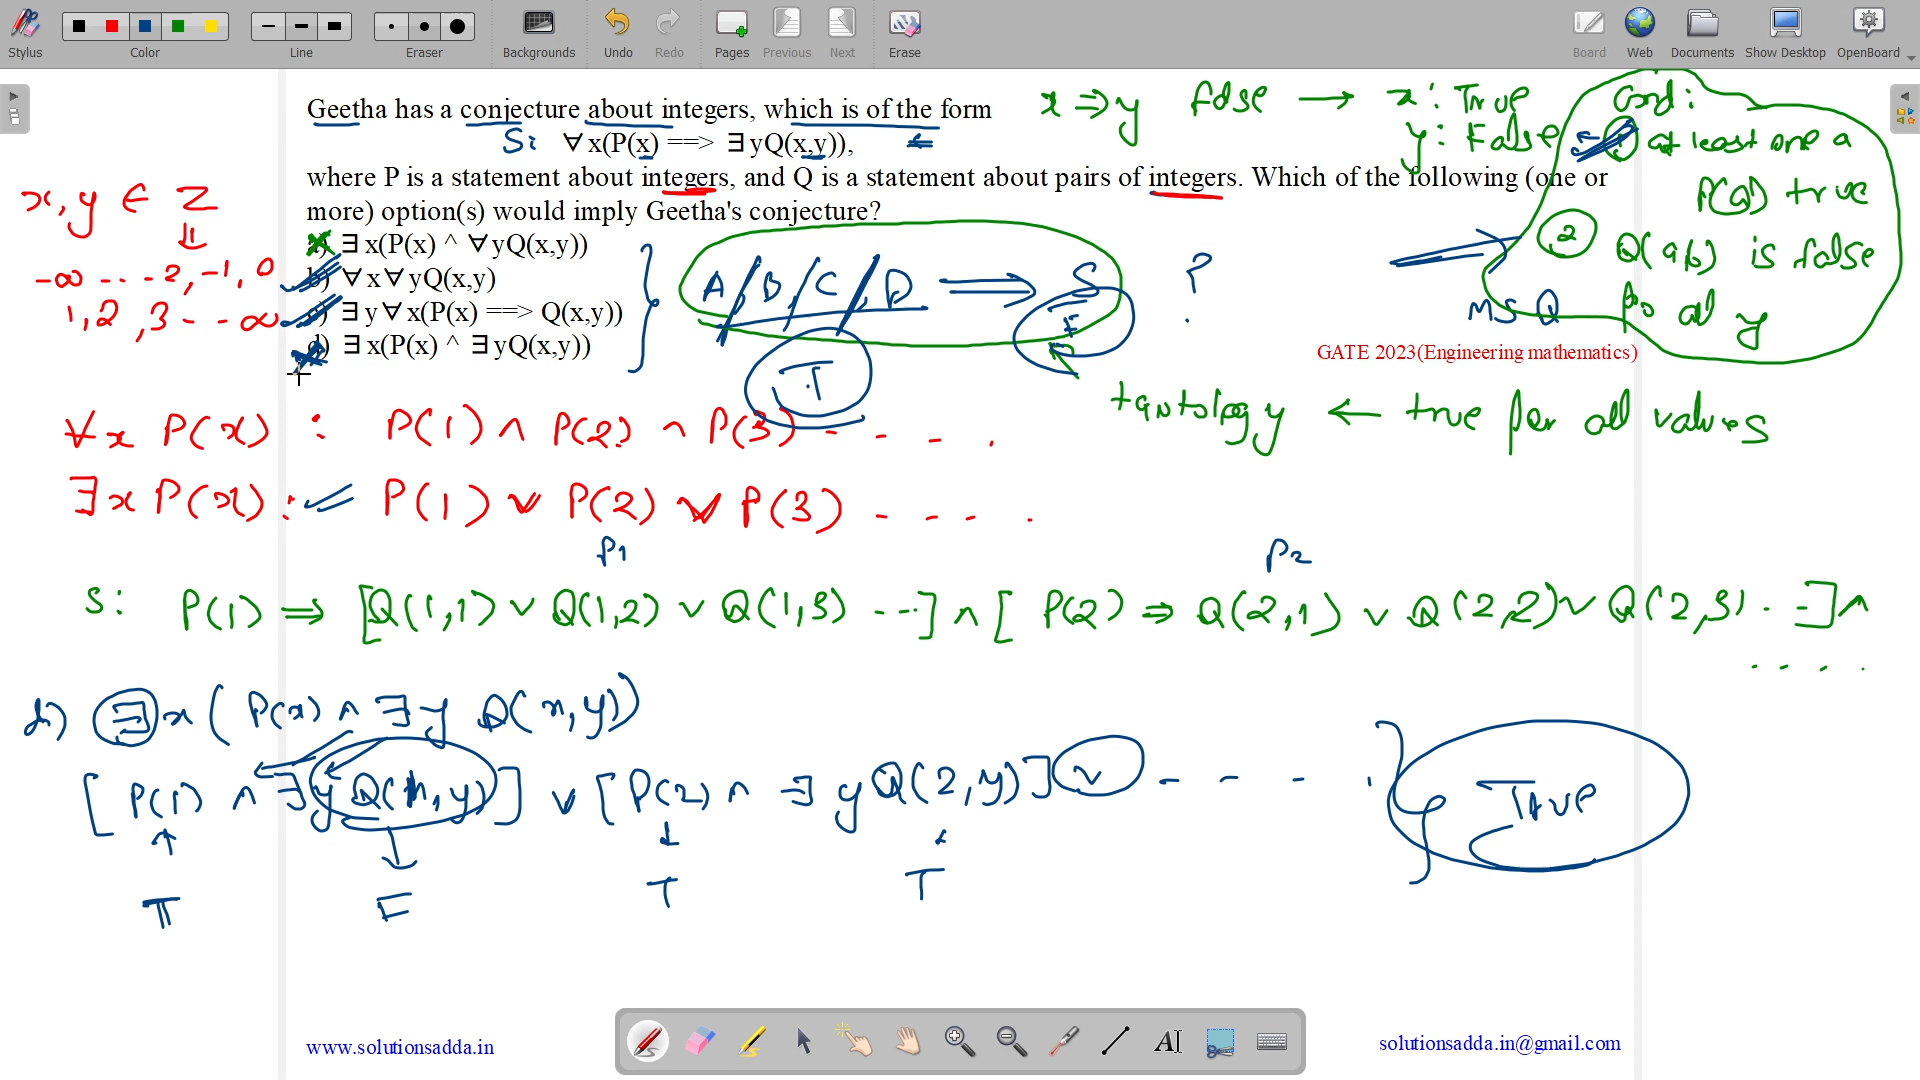 Stylus Color Line Eraser Backgrounds Undo Redo Pages Previous Next Erase Board Web Documents Show Desktop OpenBoard
Geetha has a conjecture about integers, which is of the form
S: ∀x(P(x) ==> ∃yQ(x,y)),
where P is a statement about integers, and Q is a statement about pairs of integers. Which of the following (one or
more) option(s) would imply Geetha's conjecture?
a) ∃x(P(x) ^ ∀yQ(x,y))
b) ∀x∀yQ(x,y)
c) ∃y∀x(P(x) ==> Q(x,y))
d) ∃x(P(x) ^ ∃yQ(x,y))
GATE 2023(Engineering mathematics)
x ⇒ y false → x: True
y: False
Cond:
1) at least one a
P(a) true
2 Q(a,b) is false
for all y
x, y ∈ Z
-∞ ... -2, -1, 0
1, 2, 3 - - ∞
A/B/C/D ⟹ S ?
F
T
MSQ
tautology ← true for all values
∀x P(x) : P(1) ∧ P(2) ∧ P(3) - - - .
∃x P(x) : P(1) ∨ P(2) ∨ P(3) - - - .
P1 P2
S: P(1) ⇒ [Q(1,1) ∨ Q(1,2) ∨ Q(1,3) ---] ∧ [P(2) ⇒ Q(2,1) ∨ Q(2,2) ∨ Q(2,3) . -] ∧
. . . .
d) ∃x (P(x) ∧ ∃y Q(x,y))
[P(1) ∧ ∃y Q(1,y)] ∨ [P(2) ∧ ∃y Q(2,y)] ∨ - - - . } True
T F T T
www.solutionsadda.in
solutionsadda.in@gmail.com